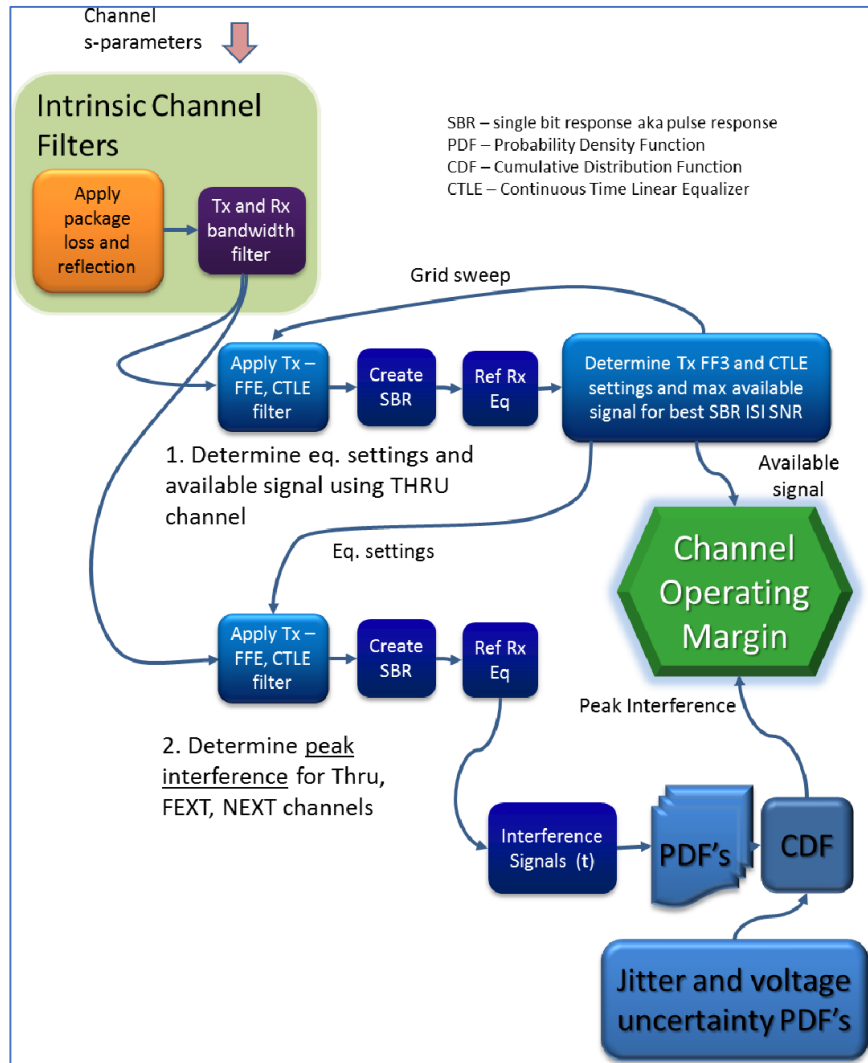 Channel
s-parameters
Intrinsic Channel
Filters
Apply
package
loss and
reflection
Tx and Rx
bandwidth
filter
SBR – single bit response aka pulse response
PDF – Probability Density Function
CDF – Cumulative Distribution Function
CTLE – Continuous Time Linear Equalizer
Grid sweep
Apply Tx –
FFE, CTLE
filter
Create
SBR
Ref Rx
Eq
Determine Tx FF3 and CTLE
settings and max available
signal for best SBR ISI SNR
1. Determine eq. settings and
available signal using THRU
channel
Available
signal
Eq. settings
Channel
Operating
Margin
Apply Tx –
FFE, CTLE
filter
Create
SBR
Ref Rx
Eq
Peak Interference
2. Determine peak
interference for Thru,
FEXT, NEXT channels
Interference
Signals (t)
PDF's
CDF
Jitter and voltage
uncertainty PDF's